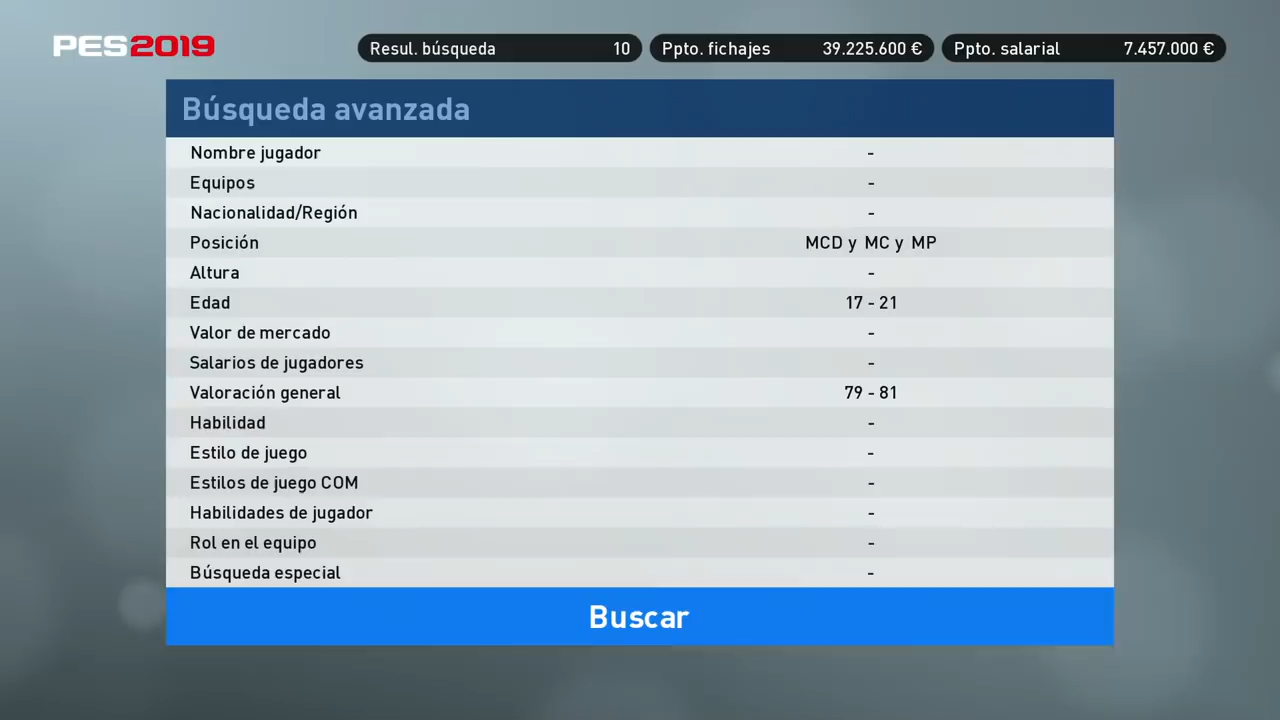 PES2019
Resul. búsqueda 10 Ppto. fichajes 39.225.600 € Ppto. salarial 7.457.000 €
Búsqueda avanzada
Nombre jugador -
Equipos -
Nacionalidad/Región -
Posición MCD y MC y MP
Altura -
Edad 17 - 21
Valor de mercado -
Salarios de jugadores -
Valoración general 79 - 81
Habilidad -
Estilo de juego -
Estilos de juego COM -
Habilidades de jugador -
Rol en el equipo -
Búsqueda especial -
Buscar